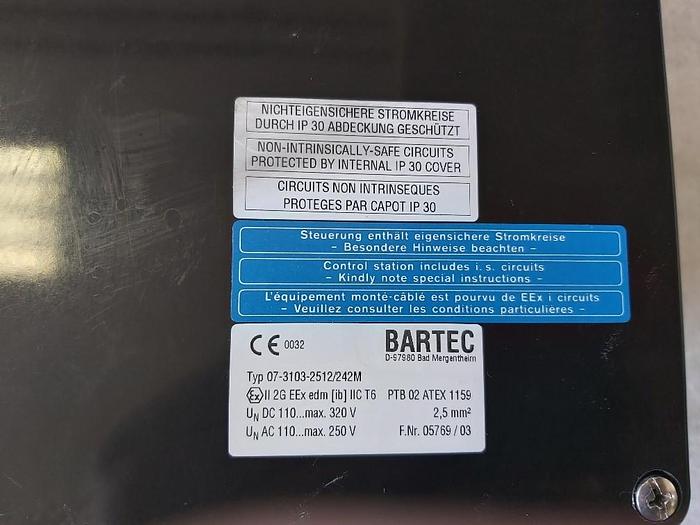 NICHTEIGENSICHERE STROMKREISE
DURCH IP 30 ABDECKUNG GESCHÜTZT
NON-INTRINSICALLY-SAFE CIRCUITS
PROTECTED BY INTERNAL IP 30 COVER
CIRCUITS NON INTRINSEQUES
PROTEGES PAR CAPOT IP 30
Steuerung enthält eigensichere Stromkreise
– Besondere Hinweise beachten –
Control station includes i.s. circuits
– Kindly note special instructions –
L'équipement monté-câblé est pourvu de EEx i circuits
– Veuillez consulter les conditions particulières –
CE 0032 BARTEC
D-97980 Bad Mergentheim
Typ 07-3103-2512/242M
Ex II 2G EEx edm [ib] IIC T6 PTB 02 ATEX 1159
UN DC 110...max. 320 V 2,5 mm²
UN AC 110...max. 250 V F.Nr. 05769 / 03